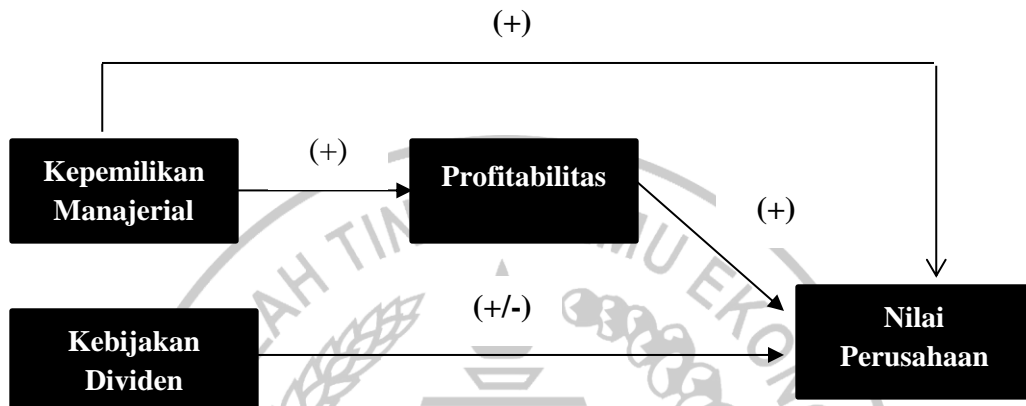 (+)
Kepemilikan
Manajerial
(+)
Profitabilitas
(+)
Kebijakan
Dividen
(+/-)
Nilai
Perusahaan